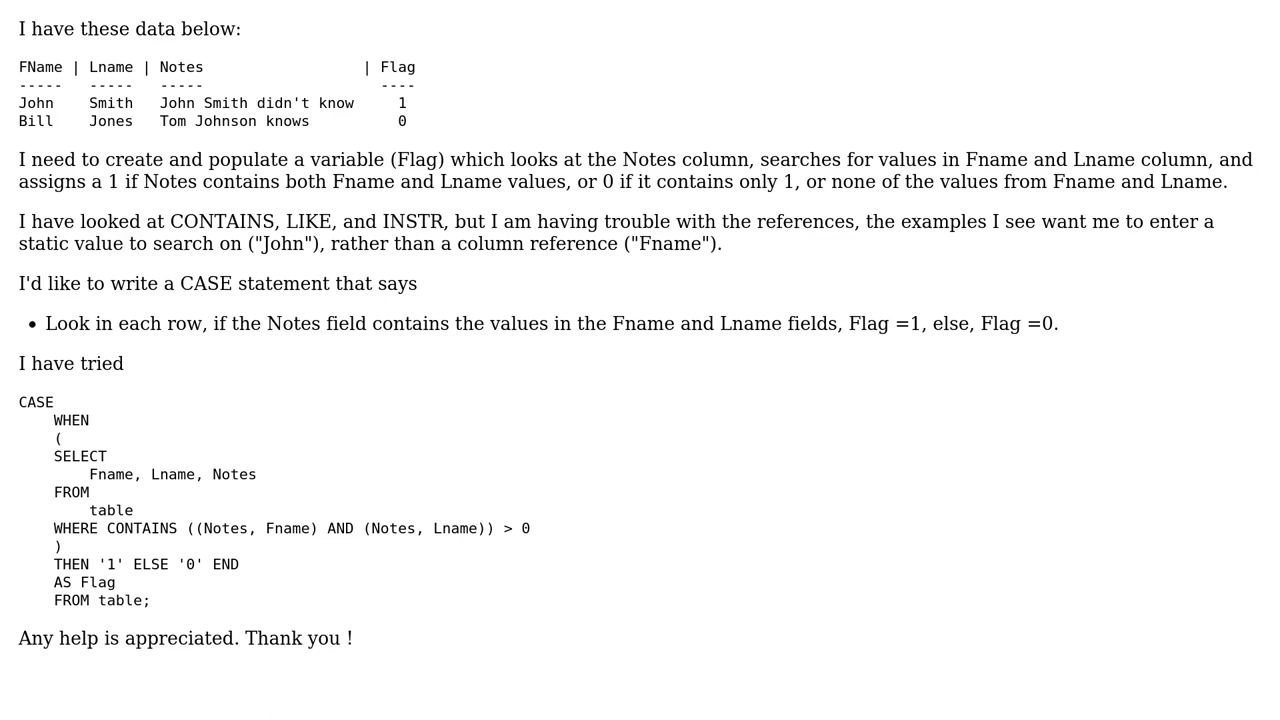 I have these data below:
FName | Lname | Notes                  | Flag
-----   -----   -----                    ----
John    Smith   John Smith didn't know     1
Bill    Jones   Tom Johnson knows          0
I need to create and populate a variable (Flag) which looks at the Notes column, searches for values in Fname and Lname column, and
assigns a 1 if Notes contains both Fname and Lname values, or 0 if it contains only 1, or none of the values from Fname and Lname.
I have looked at CONTAINS, LIKE, and INSTR, but I am having trouble with the references, the examples I see want me to enter a
static value to search on ("John"), rather than a column reference ("Fname").
I'd like to write a CASE statement that says
• Look in each row, if the Notes field contains the values in the Fname and Lname fields, Flag =1, else, Flag =0.
I have tried
CASE
    WHEN
    (
    SELECT
        Fname, Lname, Notes
    FROM
        table
    WHERE CONTAINS ((Notes, Fname) AND (Notes, Lname)) > 0
    )
    THEN '1' ELSE '0' END
    AS Flag
    FROM table;
Any help is appreciated. Thank you !